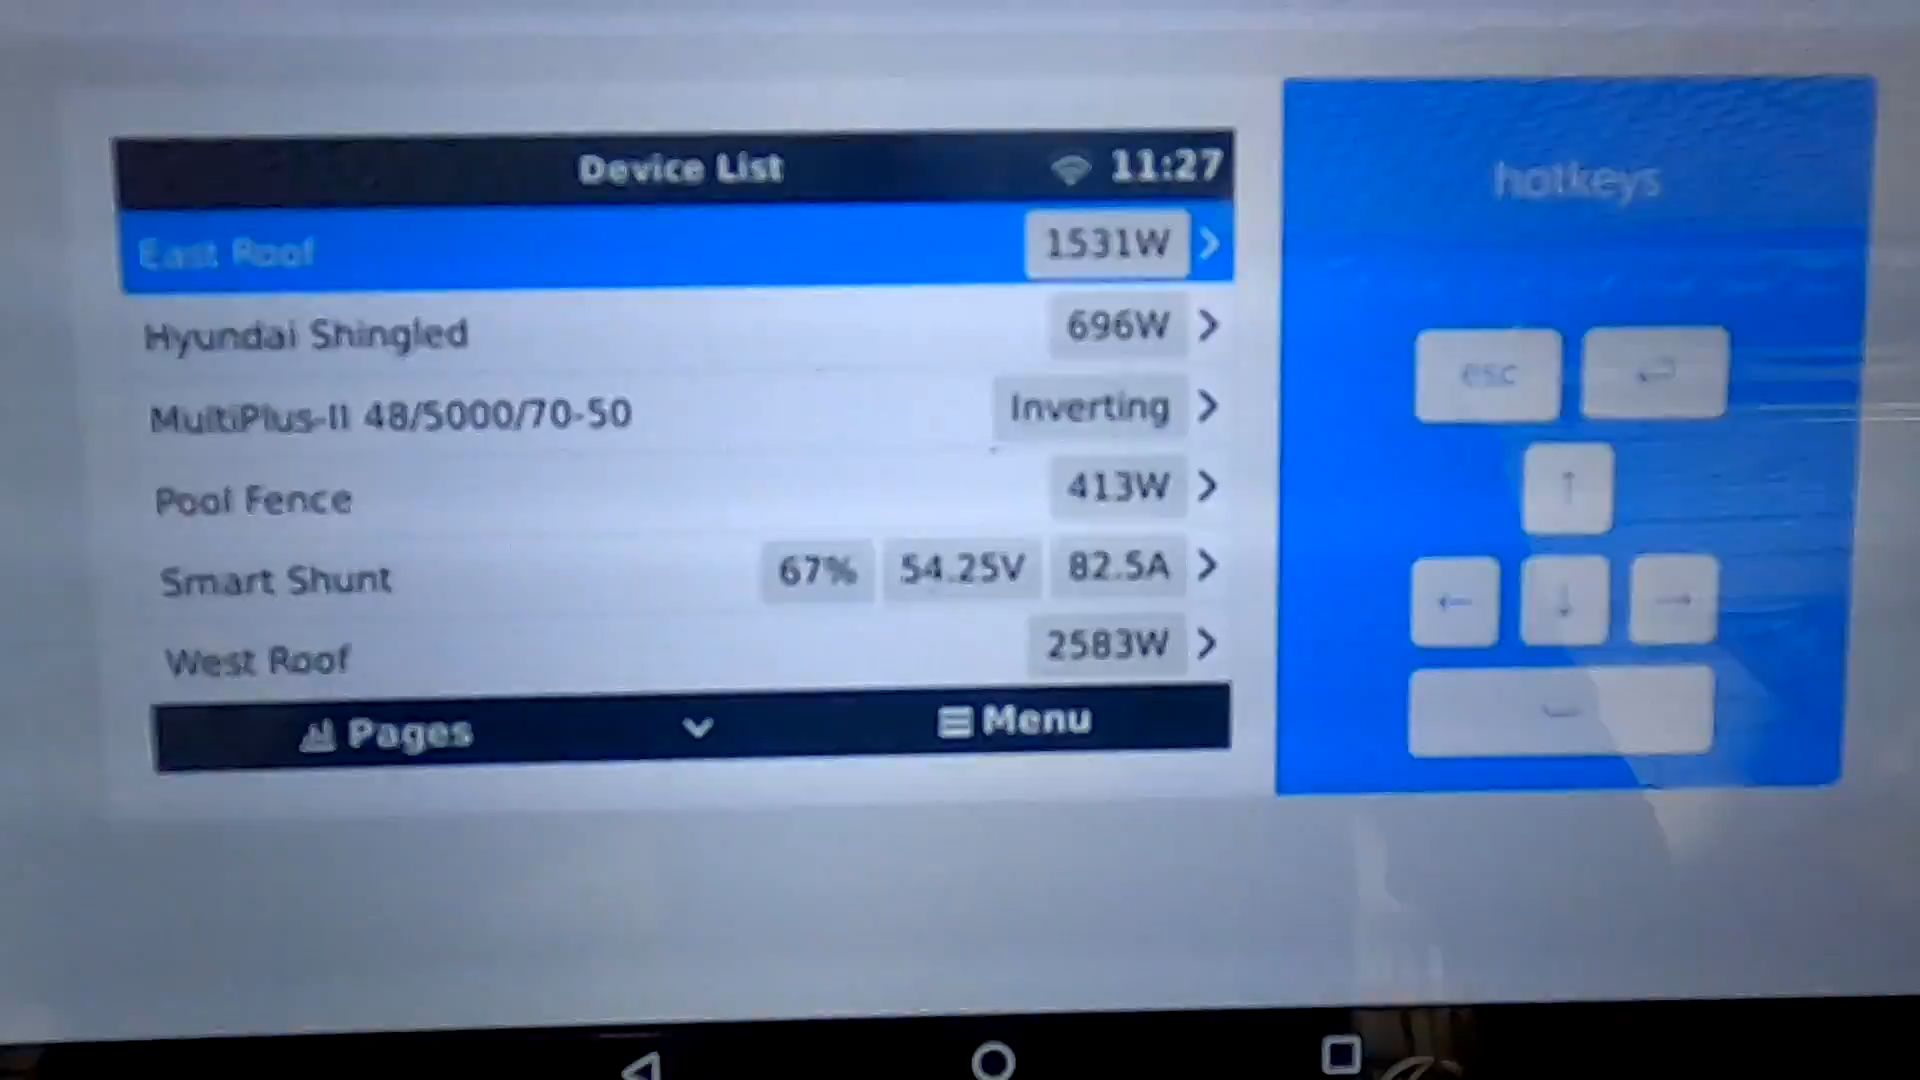 Device List 11:27
East Roof 1531W
Hyundai Shingled 696W
MultiPlus-II 48/5000/70-50 Inverting
Pool Fence 413W
Smart Shunt 67% 54.25V 82.5A
West Roof 2583W
Pages Menu
hotkeys
esc